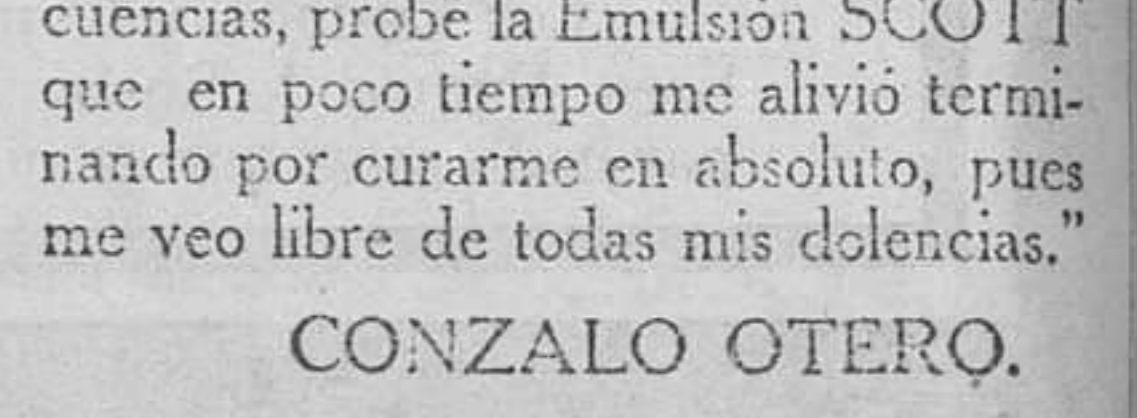 cuencias, probé la Emulsión SCOTT
que en poco tiempo me alivió termi-
nando por curarme en absoluto, pues
me veo libre de todas mis dolencias.”
CONZALO OTERO.